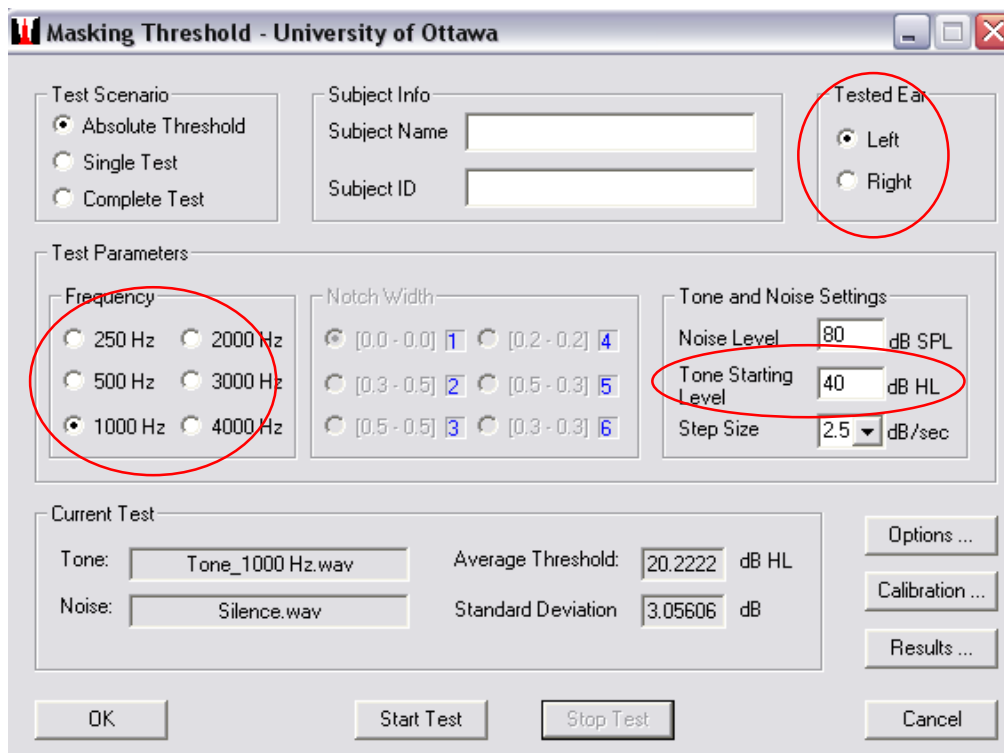 Masking Threshold - University of Ottawa
Test Scenario
Absolute Threshold
Single Test
Complete Test
Subject Info
Subject Name
Subject ID
Tested Ear
Left
Right
Test Parameters
Frequency
250 Hz 2000 Hz
500 Hz 3000 Hz
1000 Hz 4000 Hz
Notch Width
[0.0 - 0.0] 1 [0.2 - 0.2] 4
[0.3 - 0.5] 2 [0.5 - 0.3] 5
[0.5 - 0.5] 3 [0.3 - 0.3] 6
Tone and Noise Settings
Noise Level 80 dB SPL
Tone Starting
Level 40 dB HL
Step Size 2.5 dB/sec
Current Test
Tone: Tone_1000 Hz.wav
Noise: Silence.wav
Average Threshold: 20.2222 dB HL
Standard Deviation 3.05606 dB
Options ...
Calibration ...
Results ...
OK Start Test Stop Test Cancel